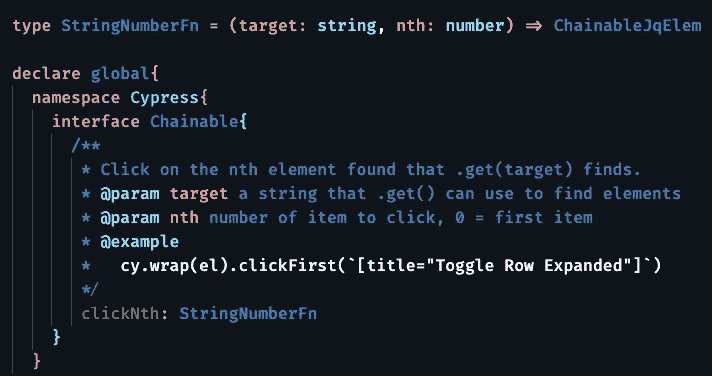 type StringNumberFn = (target: string, nth: number) => ChainableJqElem
declare global{
namespace Cypress{
interface Chainable{
/**
* Click on the nth element found that .get(target) finds.
* @param target a string that .get() can use to find elements
* @param nth number of item to click, 0 = first item
* @example
*   cy.wrap(el).clickFirst(`[title="Toggle Row Expanded"]`)
*/
clickNth: StringNumberFn
}
}